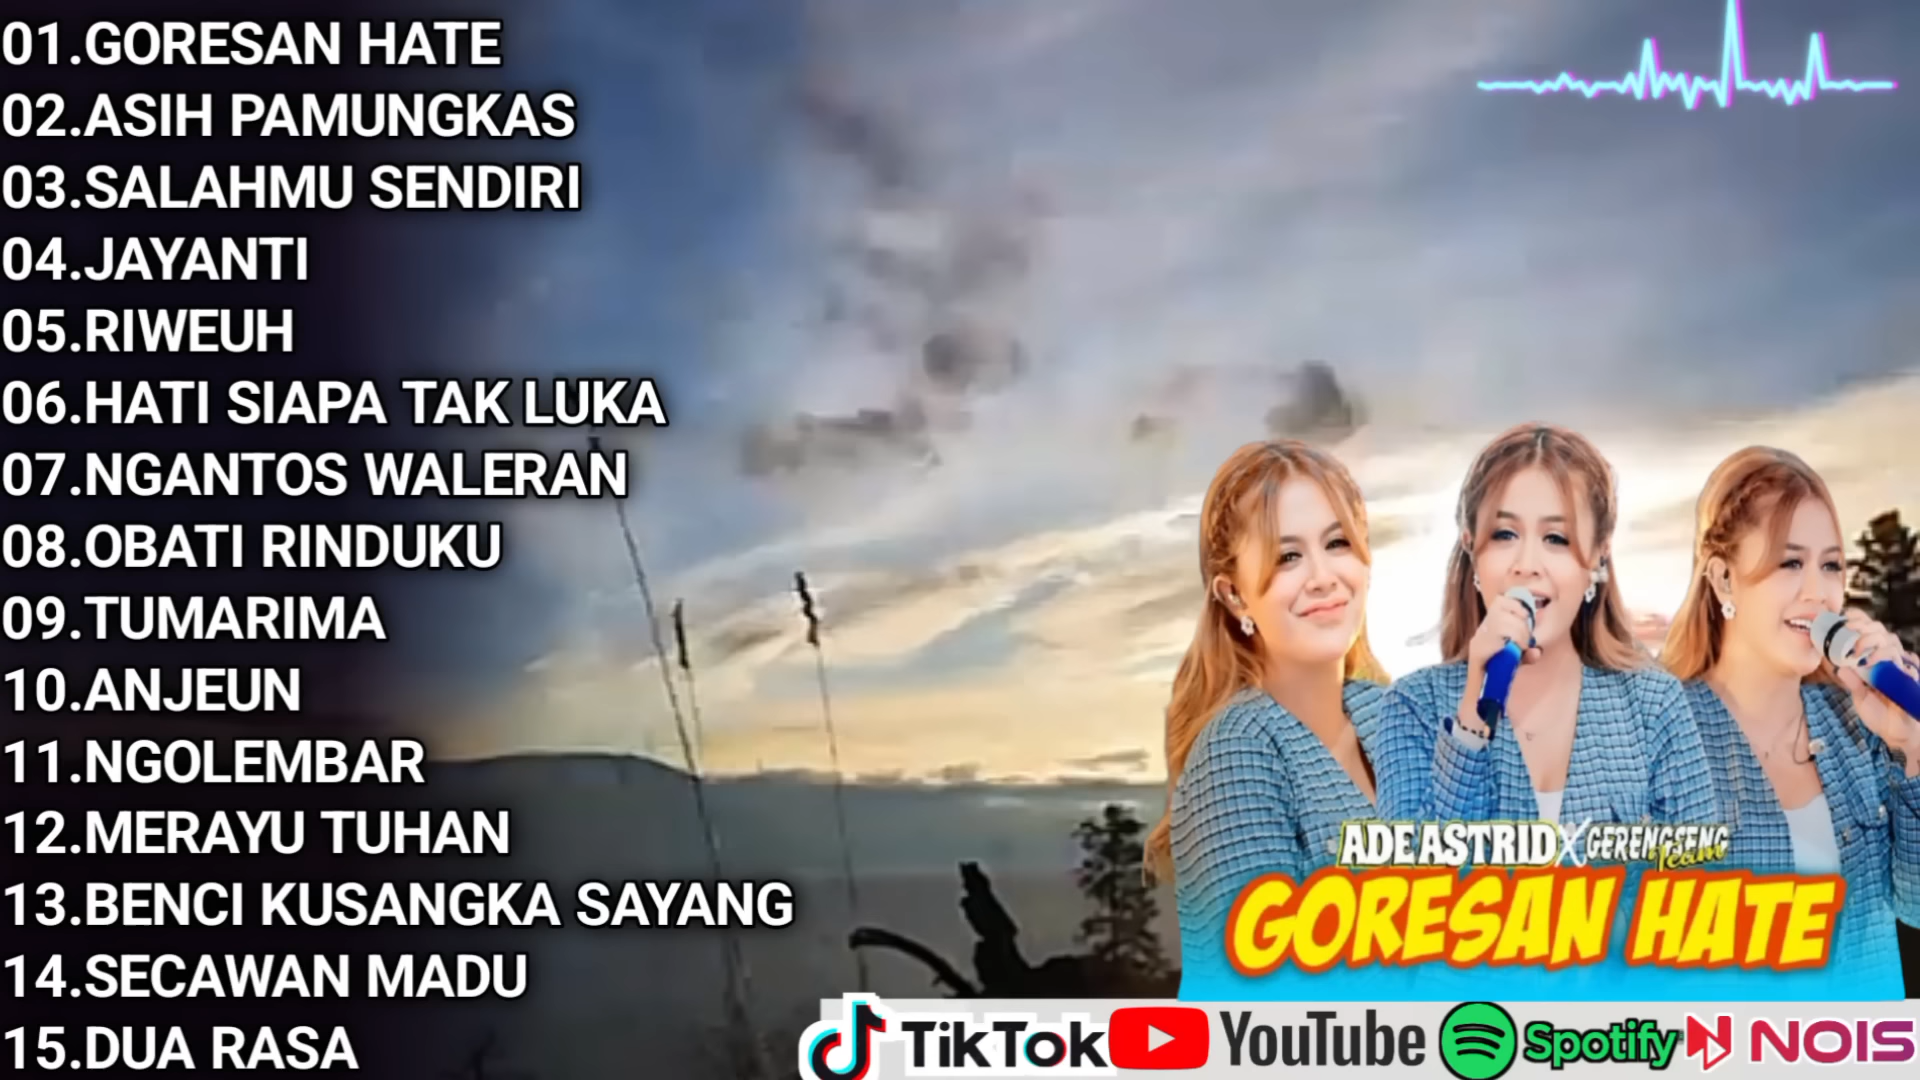 01.GORESAN HATE
02.ASIH PAMUNGKAS
03.SALAHMU SENDIRI
04.JAYANTI
05.RIWEUH
06.HATI SIAPA TAK LUKA
07.NGANTOS WALERAN
08.OBATI RINDUKU
09.TUMARIMA
10.ANJEUN
11.NGOLEMBAR
12.MERAYU TUHAN
13.BENCI KUSANGKA SAYANG
14.SECAWAN MADU
15.DUA RASA
ADE ASTRID X GERENGSENG Team
GORESAN HATE
TikTok YouTube Spotify NOIS